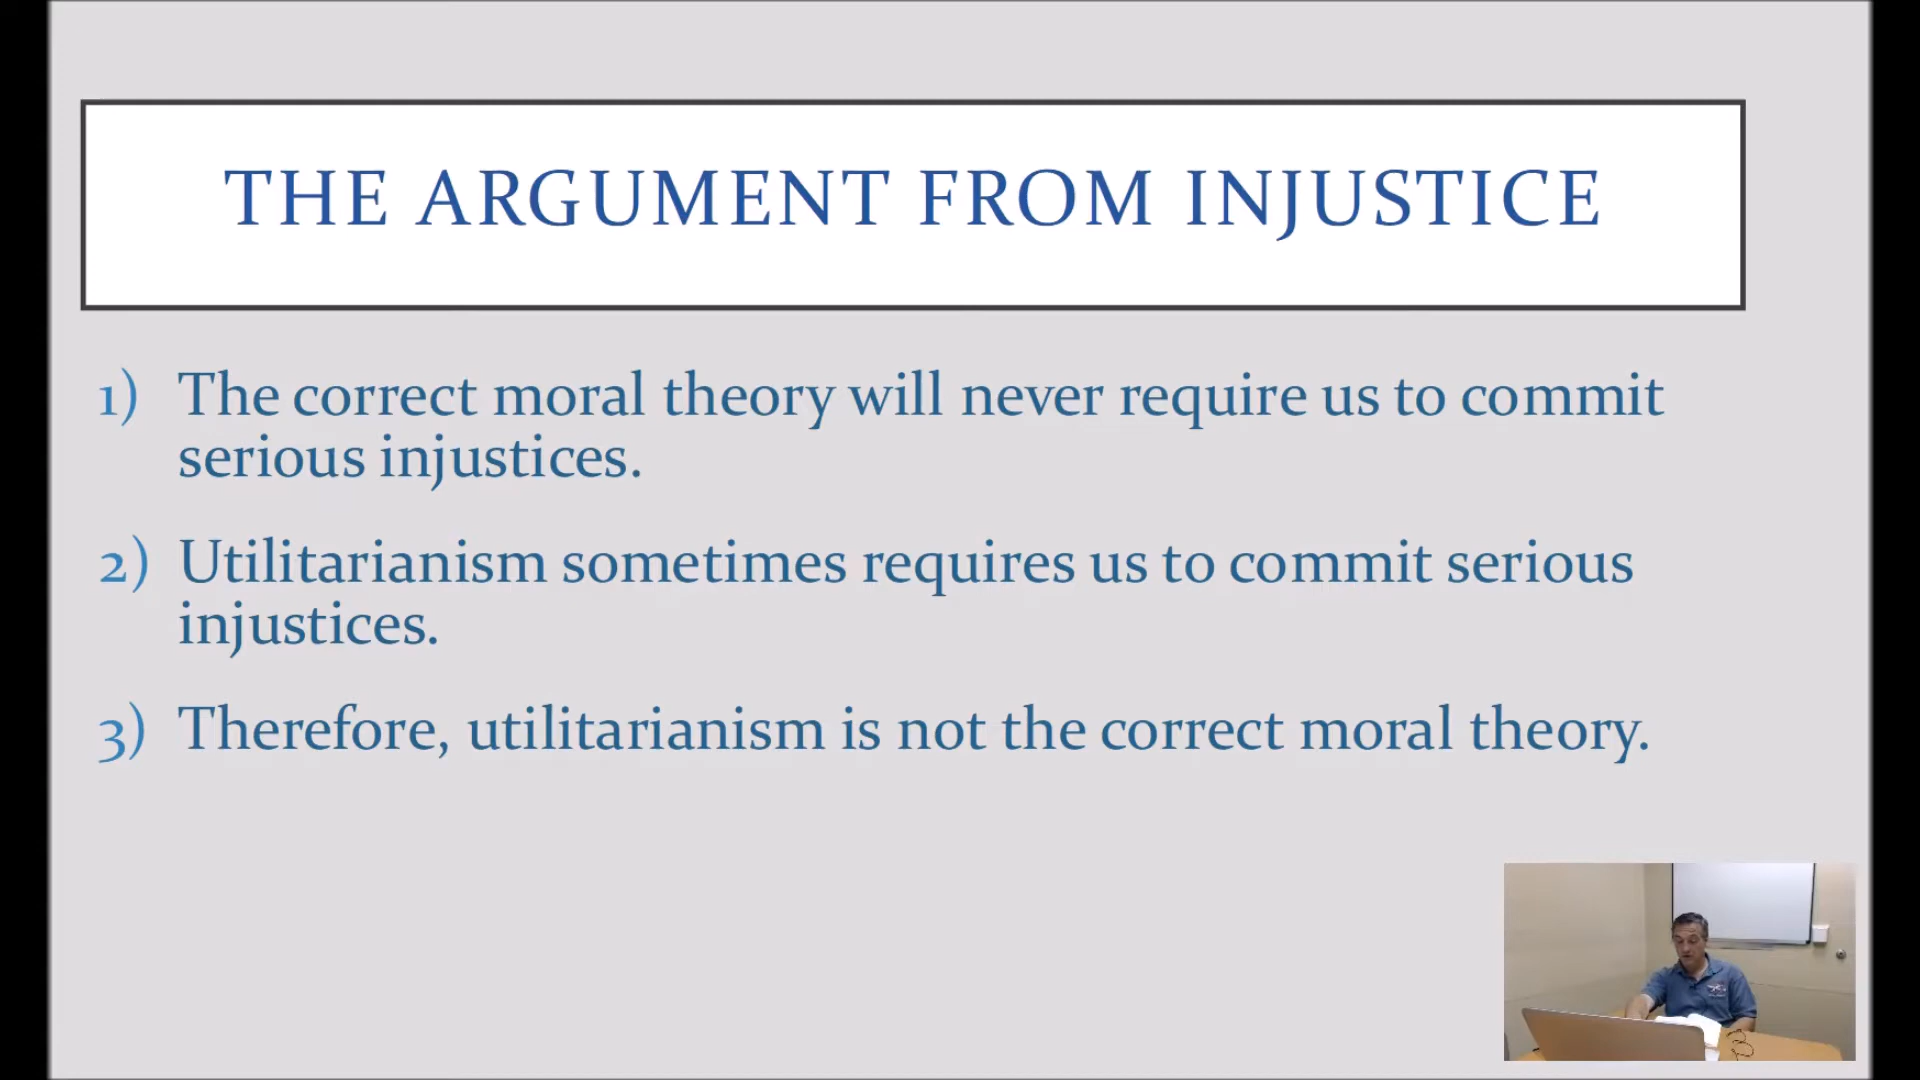 THE ARGUMENT FROM INJUSTICE
1) The correct moral theory will never require us to commit
serious injustices.
2) Utilitarianism sometimes requires us to commit serious
injustices.
3) Therefore, utilitarianism is not the correct moral theory.